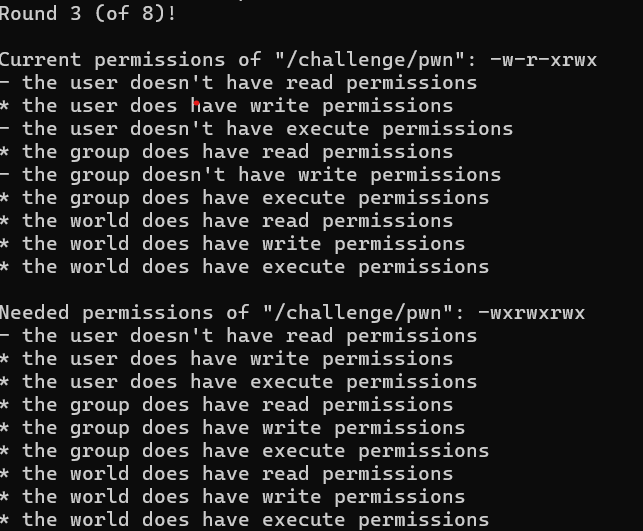 Round 3 (of 8)!
Current permissions of "/challenge/pwn": -w-r-xrwx
- the user doesn't have read permissions
* the user does have write permissions
- the user doesn't have execute permissions
* the group does have read permissions
- the group doesn't have write permissions
* the group does have execute permissions
* the world does have read permissions
* the world does have write permissions
* the world does have execute permissions
Needed permissions of "/challenge/pwn": -wxrwxrwx
- the user doesn't have read permissions
* the user does have write permissions
* the user does have execute permissions
* the group does have read permissions
* the group does have write permissions
* the group does have execute permissions
* the world does have read permissions
* the world does have write permissions
* the world does have execute permissions